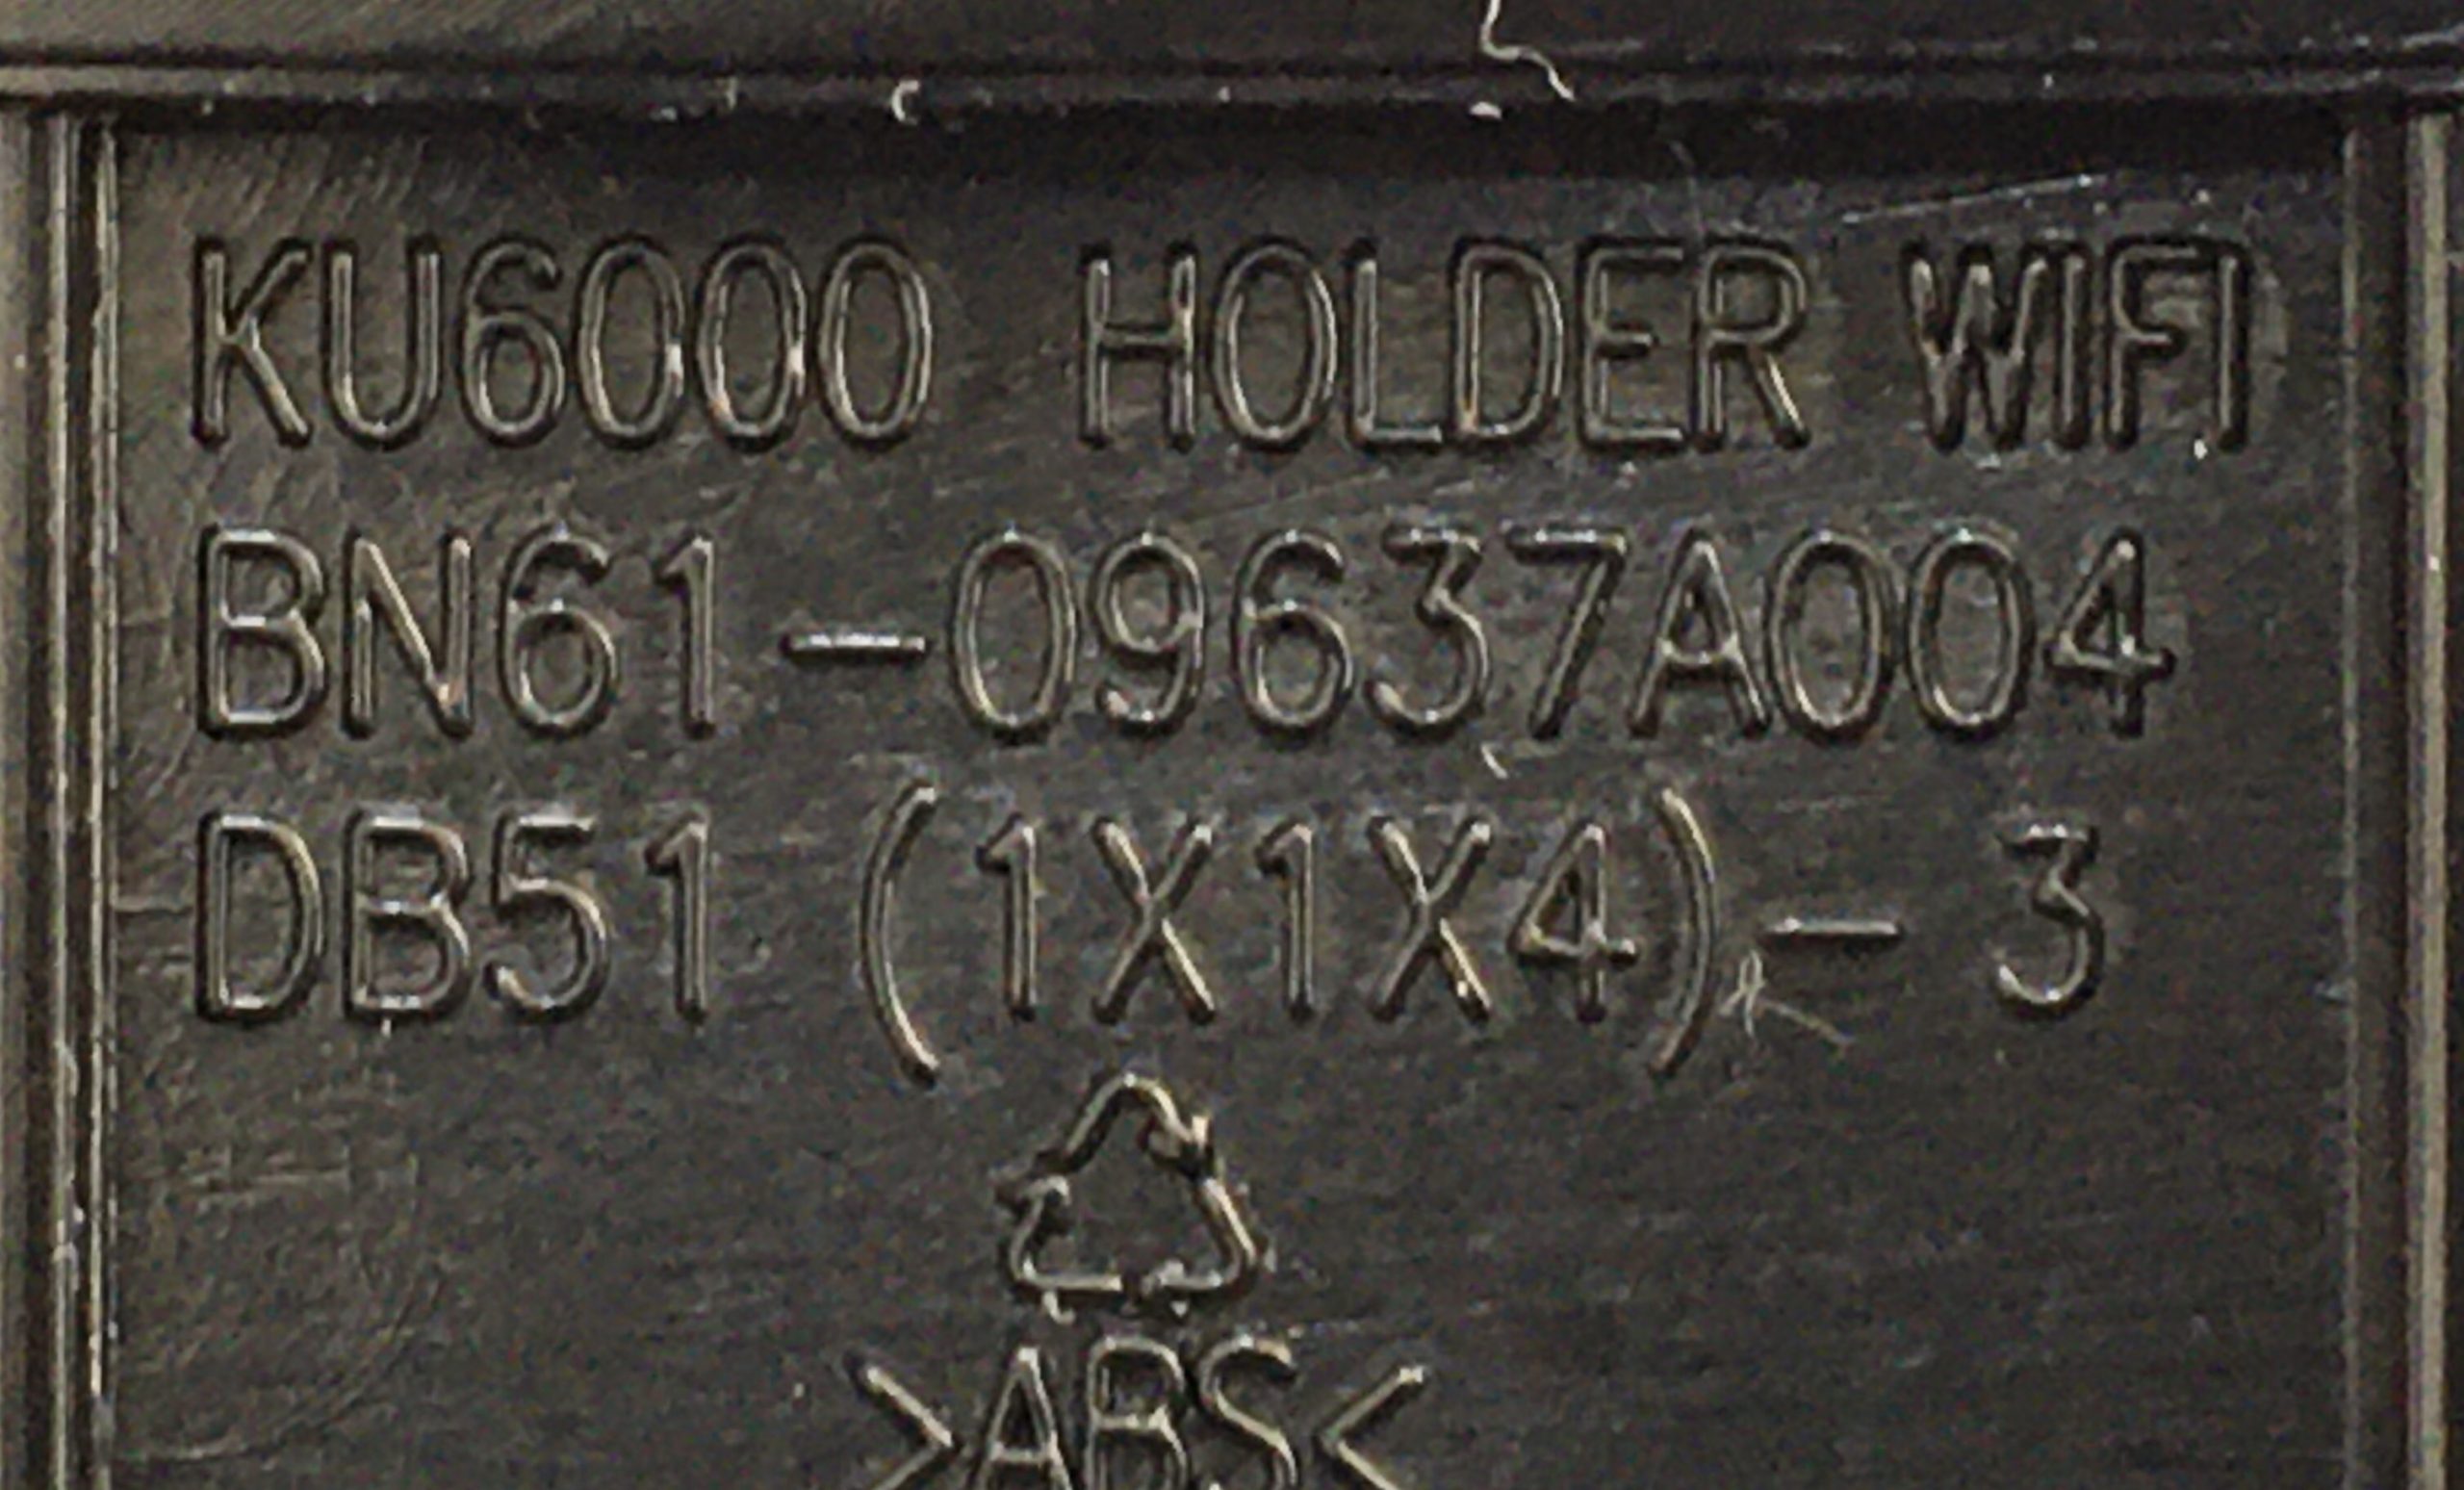 KU6000 HOLDER WIFI
BN61-09637A004
DB51 (1X1X4)- 3
>ABS<